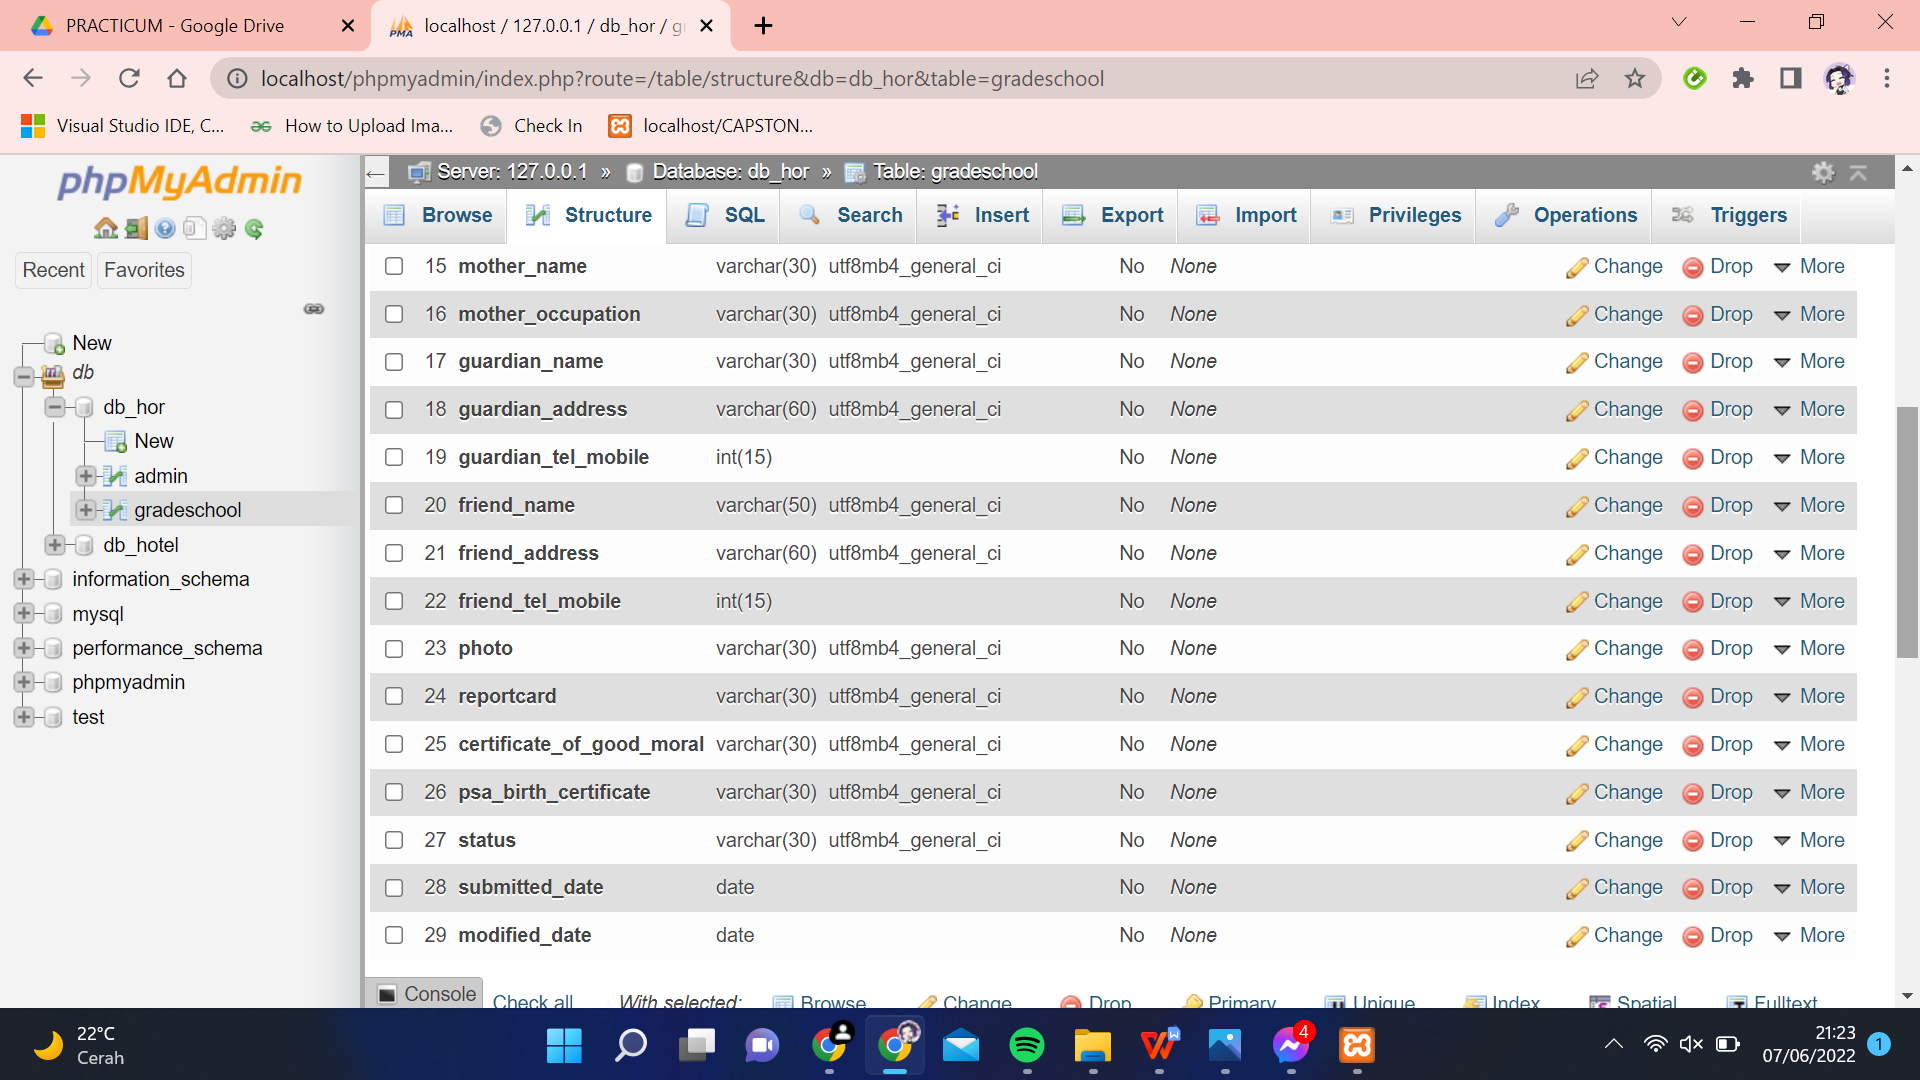 PRACTICUM - Google Drive
localhost / 127.0.0.1 / db_hor / gr
localhost/phpmyadmin/index.php?route=/table/structure&db=db_hor&table=gradeschool
Visual Studio IDE, C...
How to Upload Ima...
Check In
localhost/CAPSTON...
phpMyAdmin
Recent
Favorites
New
db
db_hor
New
admin
gradeschool
db_hotel
information_schema
mysql
performance_schema
phpmyadmin
test
Server: 127.0.0.1 » Database: db_hor » Table: gradeschool
Browse Structure SQL Search Insert Export Import Privileges Operations Triggers
15 mother_name varchar(30) utf8mb4_general_ci No None Change Drop More
16 mother_occupation varchar(30) utf8mb4_general_ci No None Change Drop More
17 guardian_name varchar(30) utf8mb4_general_ci No None Change Drop More
18 guardian_address varchar(60) utf8mb4_general_ci No None Change Drop More
19 guardian_tel_mobile int(15) No None Change Drop More
20 friend_name varchar(50) utf8mb4_general_ci No None Change Drop More
21 friend_address varchar(60) utf8mb4_general_ci No None Change Drop More
22 friend_tel_mobile int(15) No None Change Drop More
23 photo varchar(30) utf8mb4_general_ci No None Change Drop More
24 reportcard varchar(30) utf8mb4_general_ci No None Change Drop More
25 certificate_of_good_moral varchar(30) utf8mb4_general_ci No None Change Drop More
26 psa_birth_certificate varchar(30) utf8mb4_general_ci No None Change Drop More
27 status varchar(30) utf8mb4_general_ci No None Change Drop More
28 submitted_date date No None Change Drop More
29 modified_date date No None Change Drop More
Console Check all With selected: Browse Change Drop Primary Unique Index Spatial Fulltext
22°C
Cerah
4
21:23
07/06/2022
1